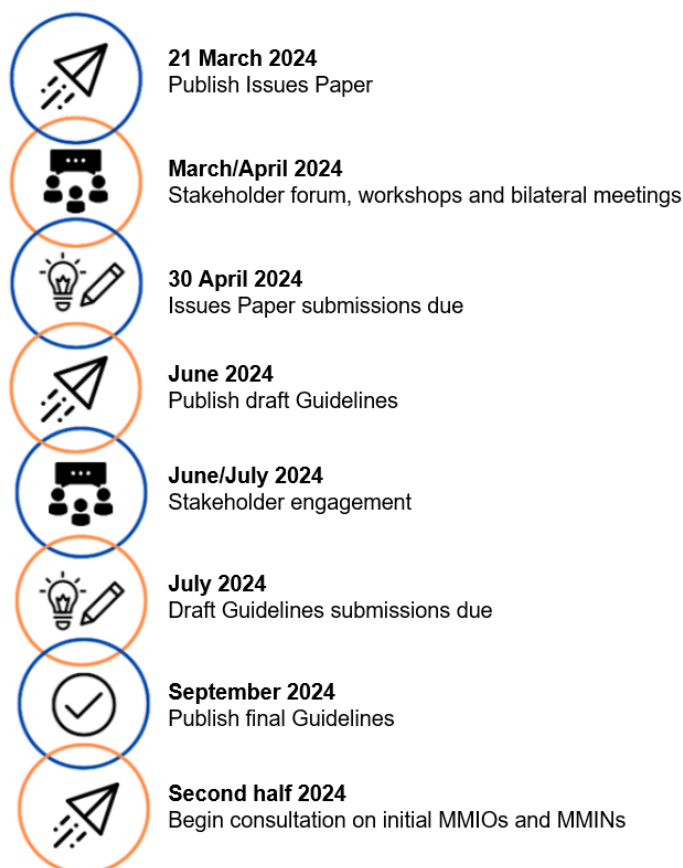 21 March 2024
Publish Issues Paper
March/April 2024
Stakeholder forum, workshops and bilateral meetings
30 April 2024
Issues Paper submissions due
June 2024
Publish draft Guidelines
June/July 2024
Stakeholder engagement
July 2024
Draft Guidelines submissions due
September 2024
Publish final Guidelines
Second half 2024
Begin consultation on initial MMIOs and MMINs